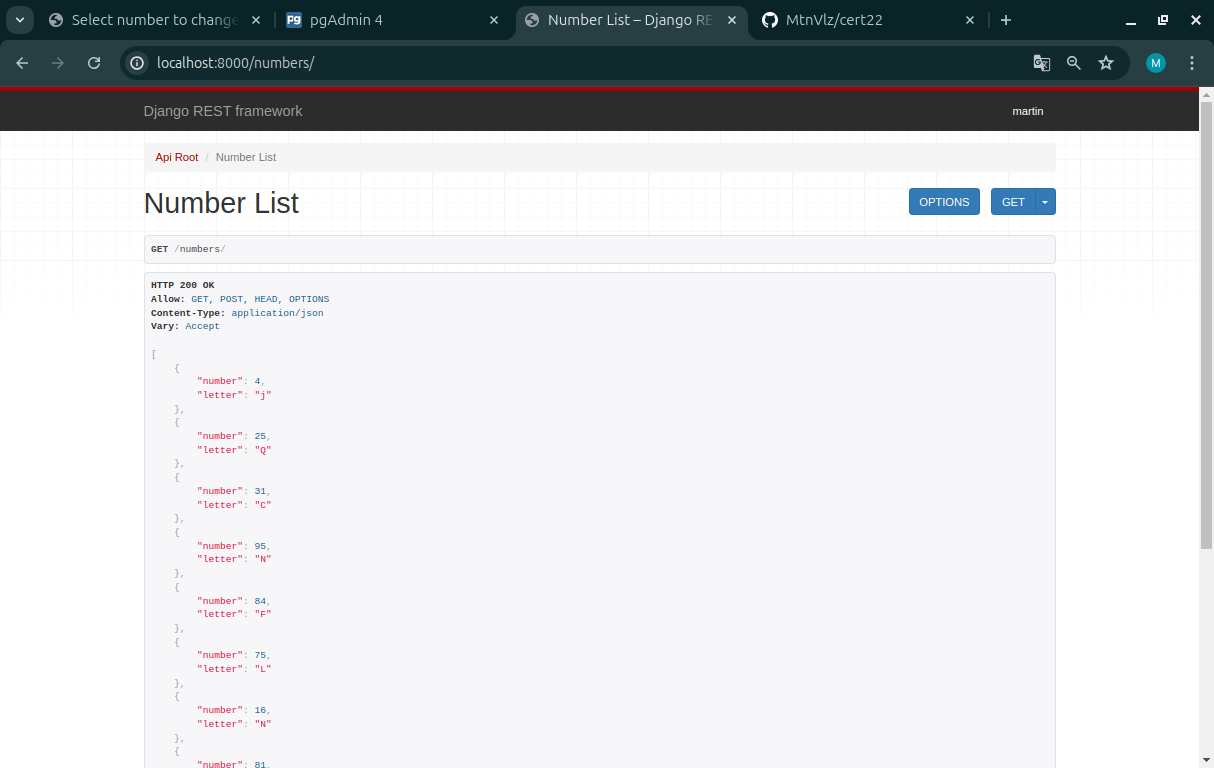 Select number to change
pgAdmin 4
Number List – Django RE
MtnVlz/cert22
localhost:8000/numbers/
M
Django REST framework
martin
Api Root / Number List
Number List
OPTIONS
GET
GET /numbers/
HTTP 200 OK
Allow: GET, POST, HEAD, OPTIONS
Content-Type: application/json
Vary: Accept
[
{
"number": 4,
"letter": "j"
},
{
"number": 25,
"letter": "Q"
},
{
"number": 31,
"letter": "C"
},
{
"number": 95,
"letter": "N"
},
{
"number": 84,
"letter": "F"
},
{
"number": 75,
"letter": "L"
},
{
"number": 16,
"letter": "N"
},
{
"number": 81,